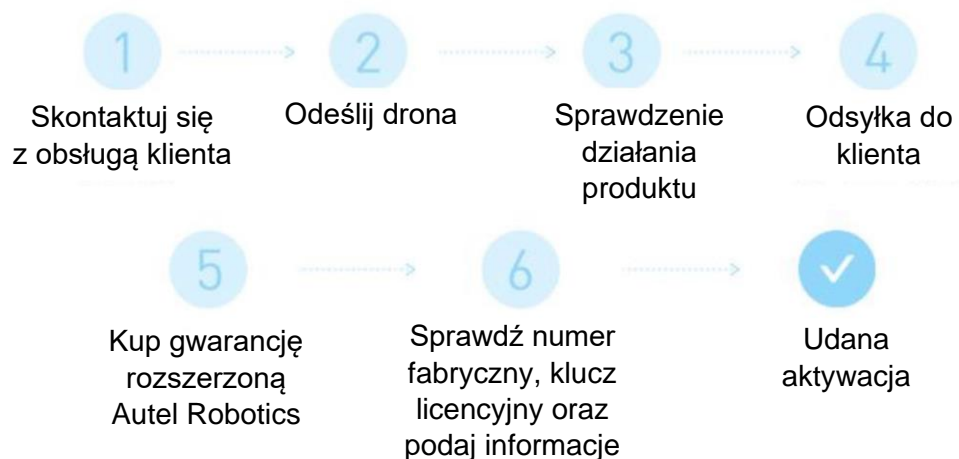 1
2
3
4
Skontaktuj się
z obsługą klienta
Odeślij drona
Sprawdzenie
działania
produktu
Odsyłka do
klienta
5
6
Kup gwarancję
rozszerzoną
Autel Robotics
Sprawdź numer
fabryczny, klucz
licencyjny oraz
podaj informacje
Udana
aktywacja